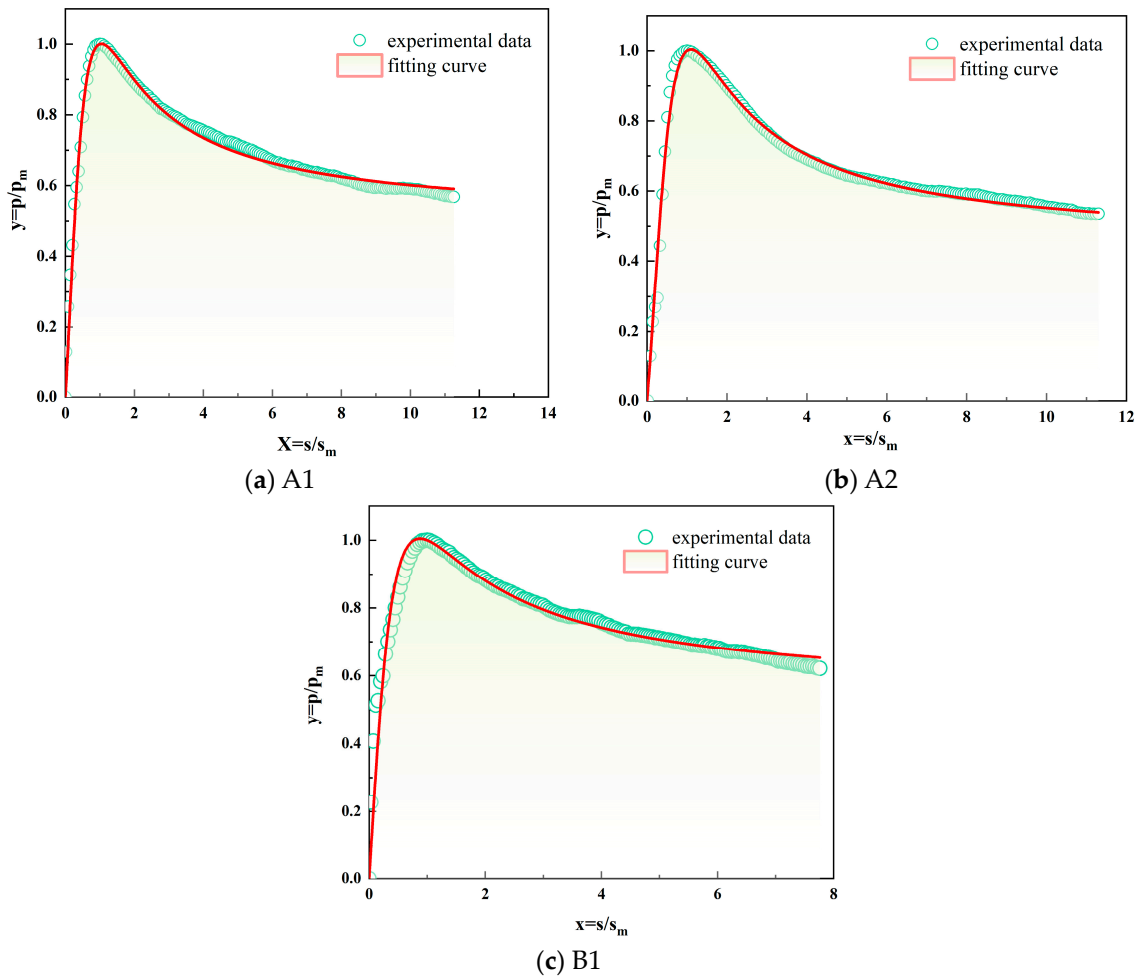 1.0
0.8
0.6
0.4
0.2
0.0
y=p/pm
experimental data
fitting curve
0 2 4 6 8 10 12 14
X=s/sm
(a) A1
1.0
0.8
0.6
0.4
0.2
0.0
y=p/pm
experimental data
fitting curve
0 2 4 6 8 10 12
x=s/sm
(b) A2
1.0
0.8
0.6
0.4
0.2
0.0
y=p/pm
experimental data
fitting curve
0 2 4 6 8
x=s/sm
(c) B1